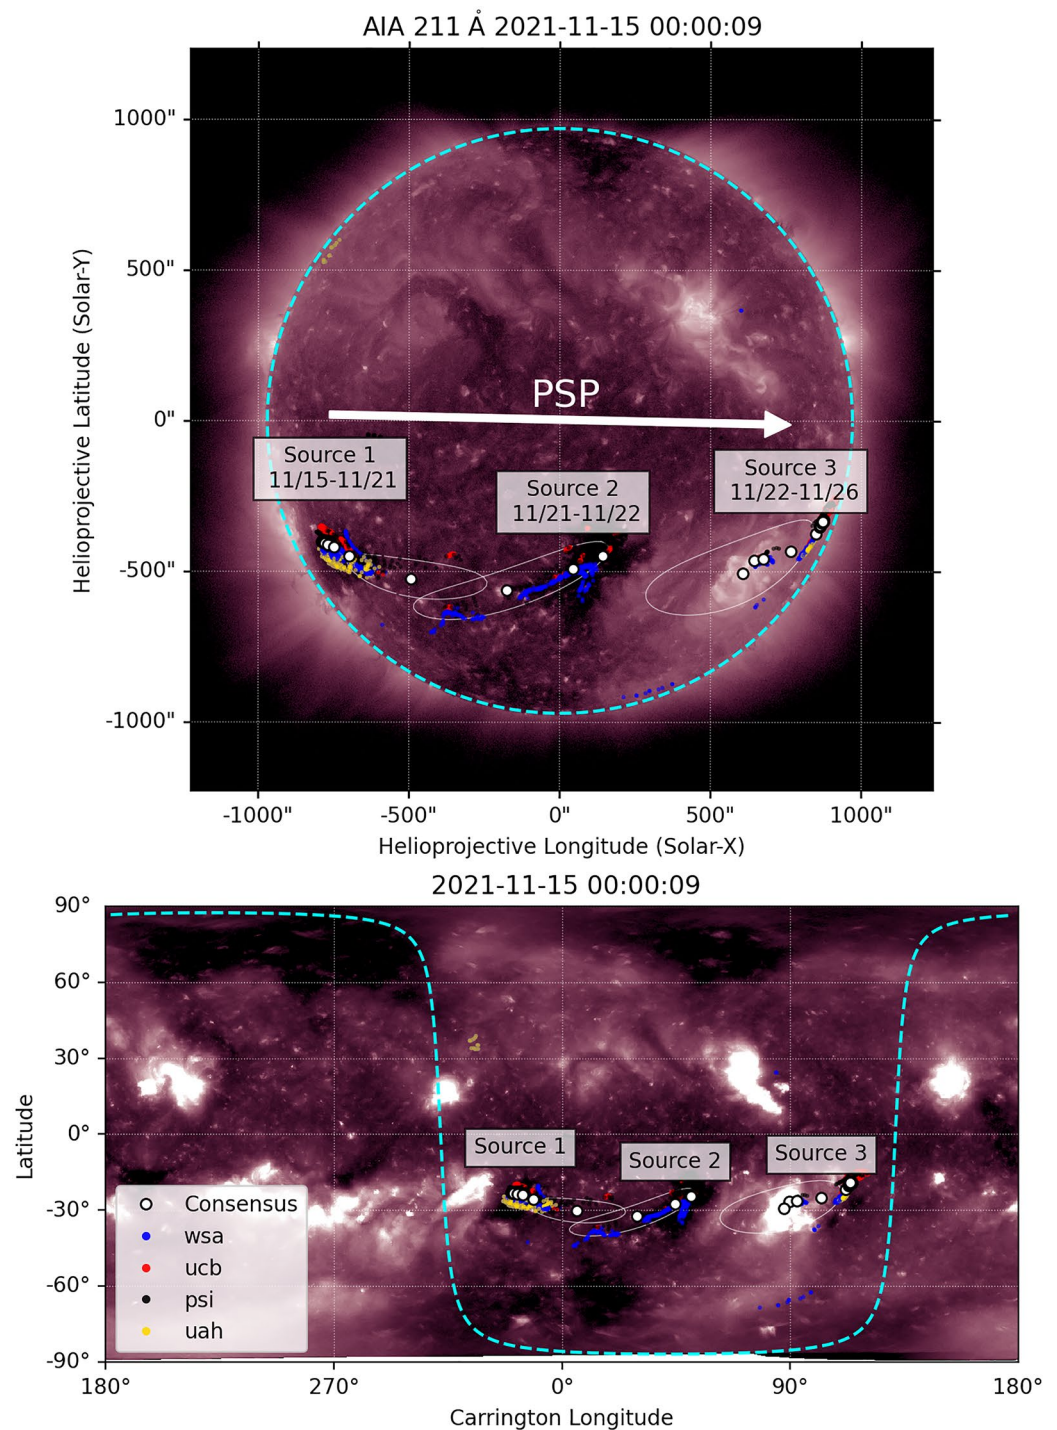 AIA 211 Å 2021-11-15 00:00:09
1000"
500"
0"
-500"
-1000"
Helioprojective Latitude (Solar-Y)
PSP
Source 1
11/15-11/21
Source 2
11/21-11/22
Source 3
11/22-11/26
-1000"
-500"
0"
500"
1000"
Helioprojective Longitude (Solar-X)
2021-11-15 00:00:09
90°
60°
30°
0°
-30°
-60°
-90°
Latitude
Source 1
Source 2
Source 3
Consensus
wsa
ucb
psi
uah
180°
270°
0°
90°
180°
Carrington Longitude